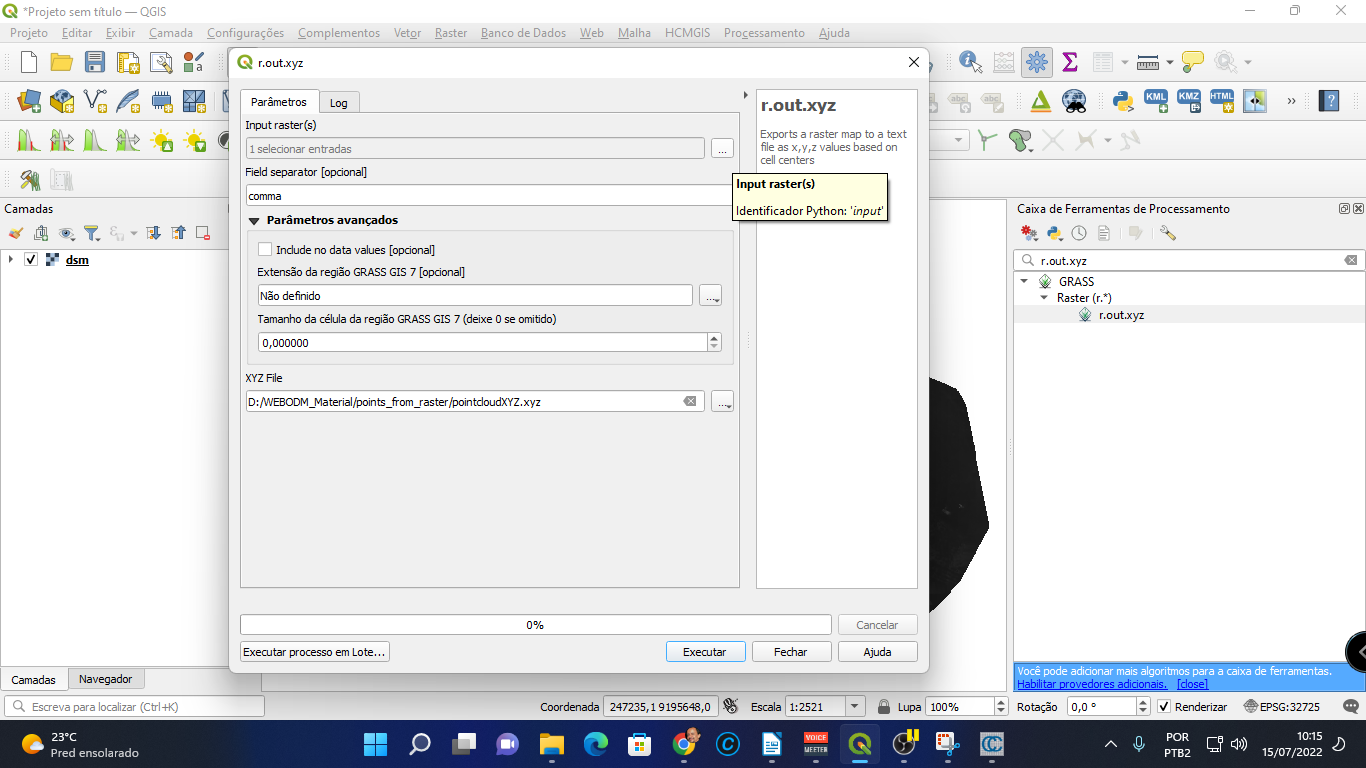 *Projeto sem título — QGIS
Projeto Editar Exibir Camada Configurações Complementos Vetor Raster Banco de Dados Web Malha HCMGIS Processamento Ajuda
r.out.xyz
Parâmetros
Log
Input raster(s)
1 selecionar entradas
...
Field separator [opcional]
comma
Parâmetros avançados
Include no data values [opcional]
Extensão da região GRASS GIS 7 [opcional]
Não definido
...
Tamanho da célula da região GRASS GIS 7 (deixe 0 se omitido)
0,000000
XYZ File
D:/WEBODM_Material/points_from_raster/pointcloudXYZ.xyz
...
r.out.xyz
Exports a raster map to a text
file as x,y,z values based on
cell centers
Input raster(s)
Identificador Python: 'input'
0%
Cancelar
Executar processo em Lote...
Executar
Fechar
Ajuda
KML
KMZ
HTML
abc
abc
»
Camadas
dsm
Caixa de Ferramentas de Processamento
r.out.xyz
GRASS
Raster (r.*)
r.out.xyz
Você pode adicionar mais algoritmos para a caixa de ferramentas.
Habilitar provedores adicionais. [close]
Camadas
Navegador
Escreva para localizar (Ctrl+K)
Coordenada 247235,1 9195648,0 Escala 1:2521 Lupa 100% Rotação 0,0 ° Renderizar EPSG:32725
23°C
Pred ensolarado
VOICE
MEETER
POR
PTB2
10:15
15/07/2022